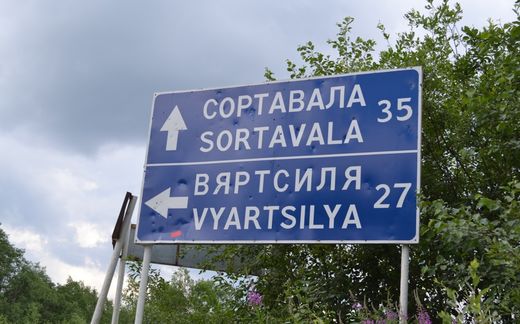 СОРТАВАЛА 35
SORTAVALA
ВЯРТСИЛЯ 27
VYARTSILYA